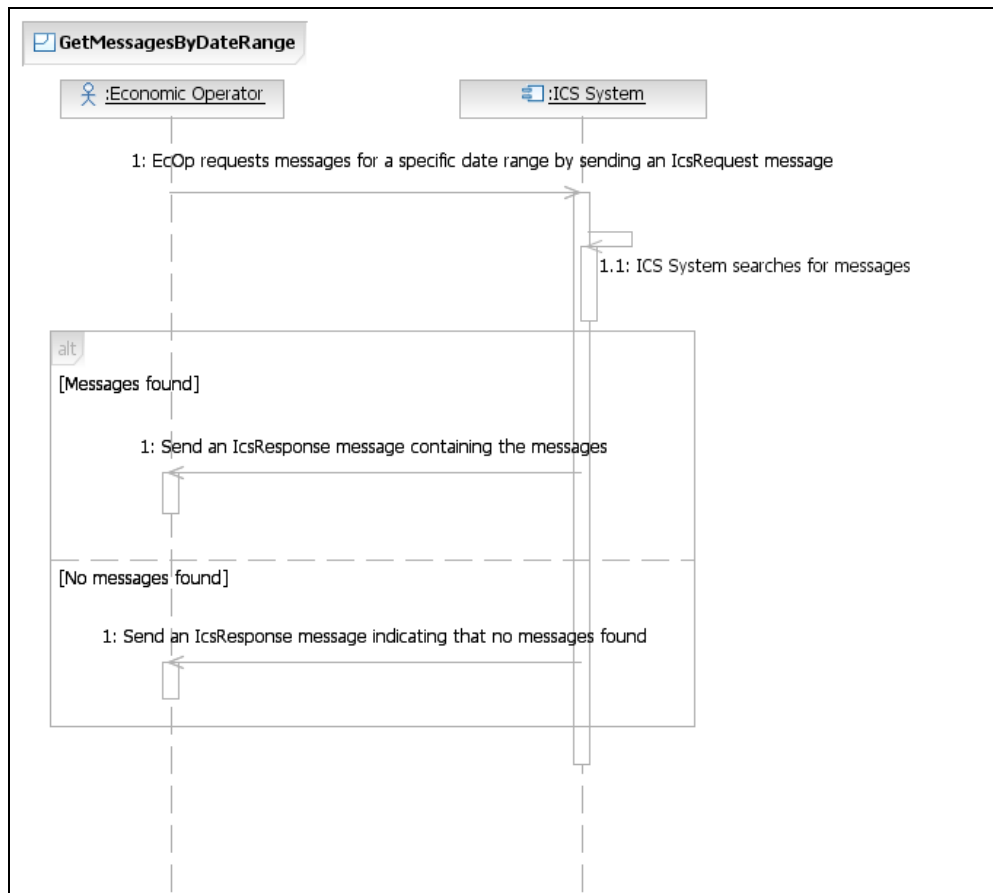 GetMessagesByDateRange
:Economic Operator
:ICS System
1: EcOp requests messages for a specific date range by sending an IcsRequest message
1.1: ICS System searches for messages
alt
[Messages found]
1: Send an IcsResponse message containing the messages
[No messages found]
1: Send an IcsResponse message indicating that no messages found